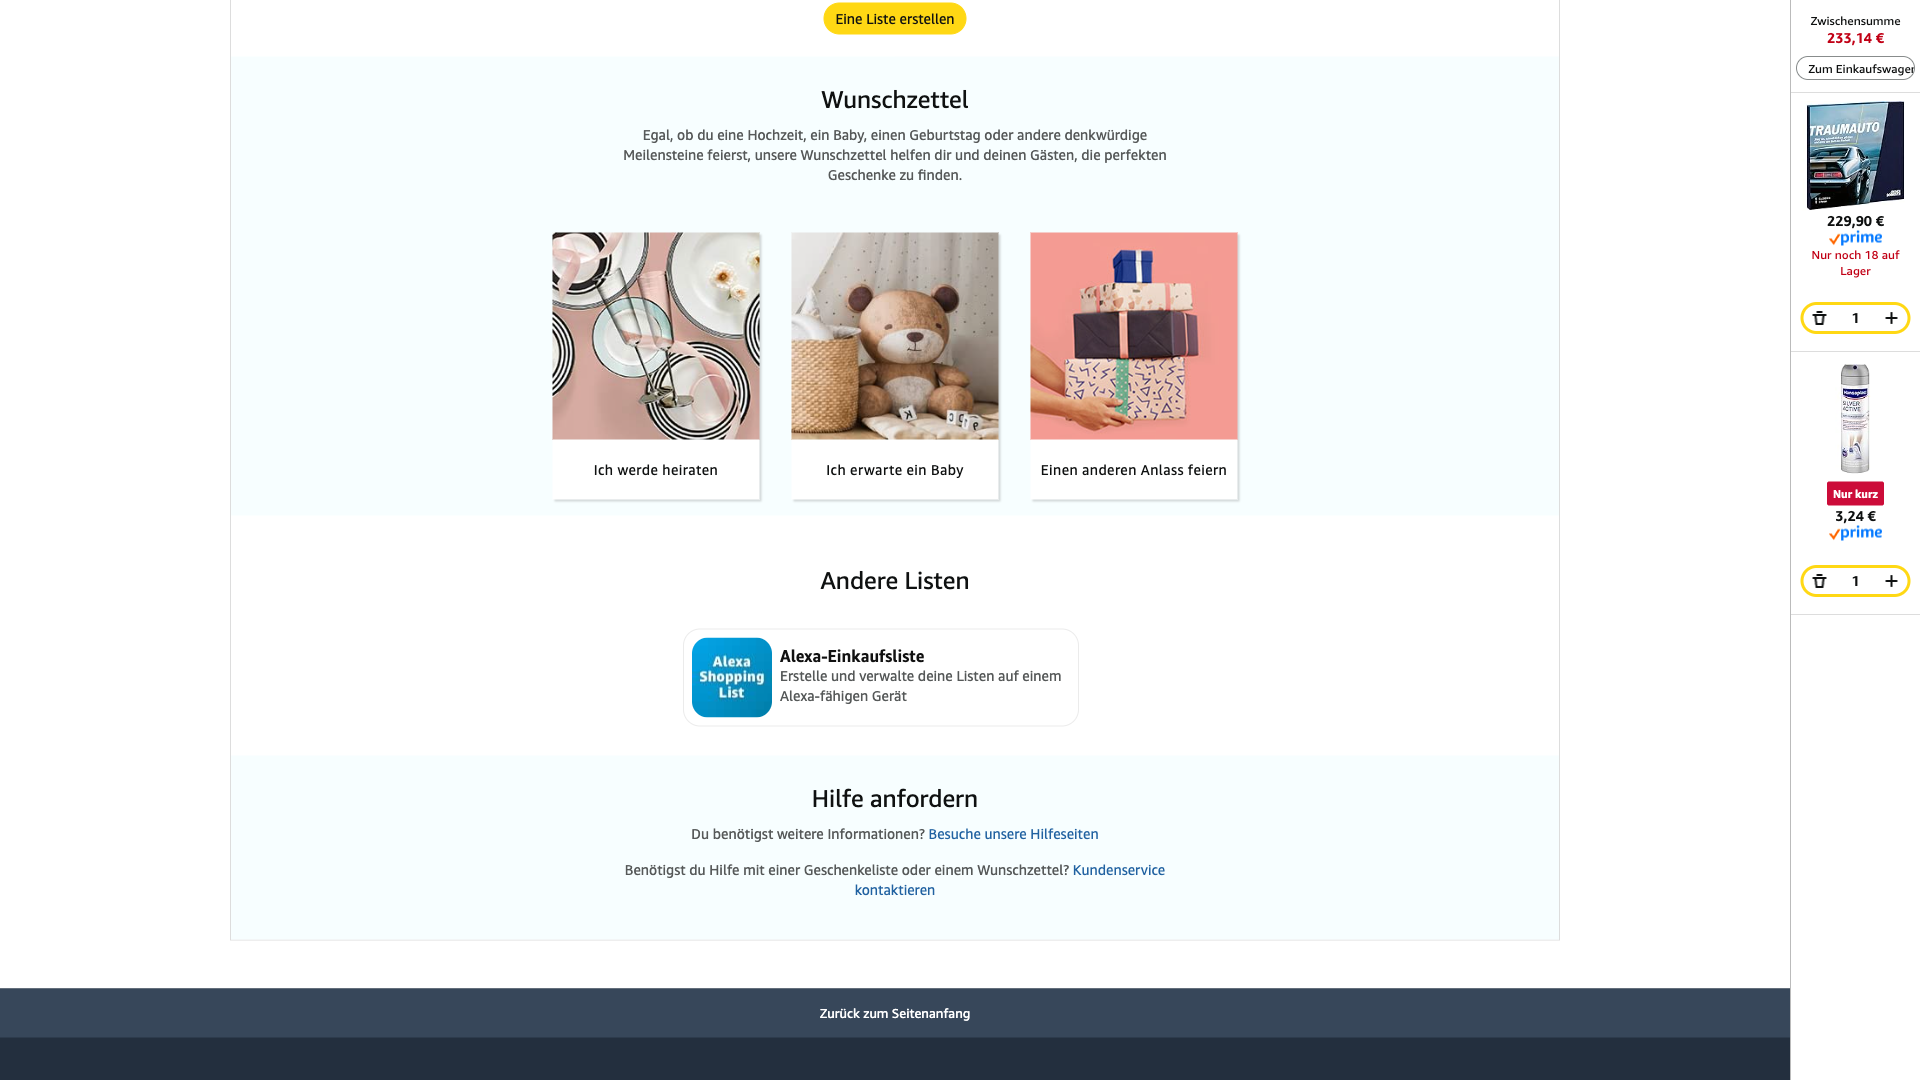 Eine Liste erstellen
Wunschzettel
Egal, ob du eine Hochzeit, ein Baby, einen Geburtstag oder andere denkwürdige
Meilensteine feierst, unsere Wunschzettel helfen dir und deinen Gästen, die perfekten
Geschenke zu finden.
Ich werde heiraten
Ich erwarte ein Baby
Einen anderen Anlass feiern
Andere Listen
Alexa
Shopping
List
Alexa-Einkaufsliste
Erstelle und verwalte deine Listen auf einem
Alexa-fähigen Gerät
Hilfe anfordern
Du benötigst weitere Informationen? Besuche unsere Hilfeseiten
Benötigst du Hilfe mit einer Geschenkeliste oder einem Wunschzettel? Kundenservice
kontaktieren
Zurück zum Seitenanfang
Zwischensumme
233,14 €
Zum Einkaufswagen
TRAUMAUTO
229,90 €
prime
Nur noch 18 auf
Lager
1
Hansaplast
SILVER
ACTIVE
Nur kurz
3,24 €
prime
1